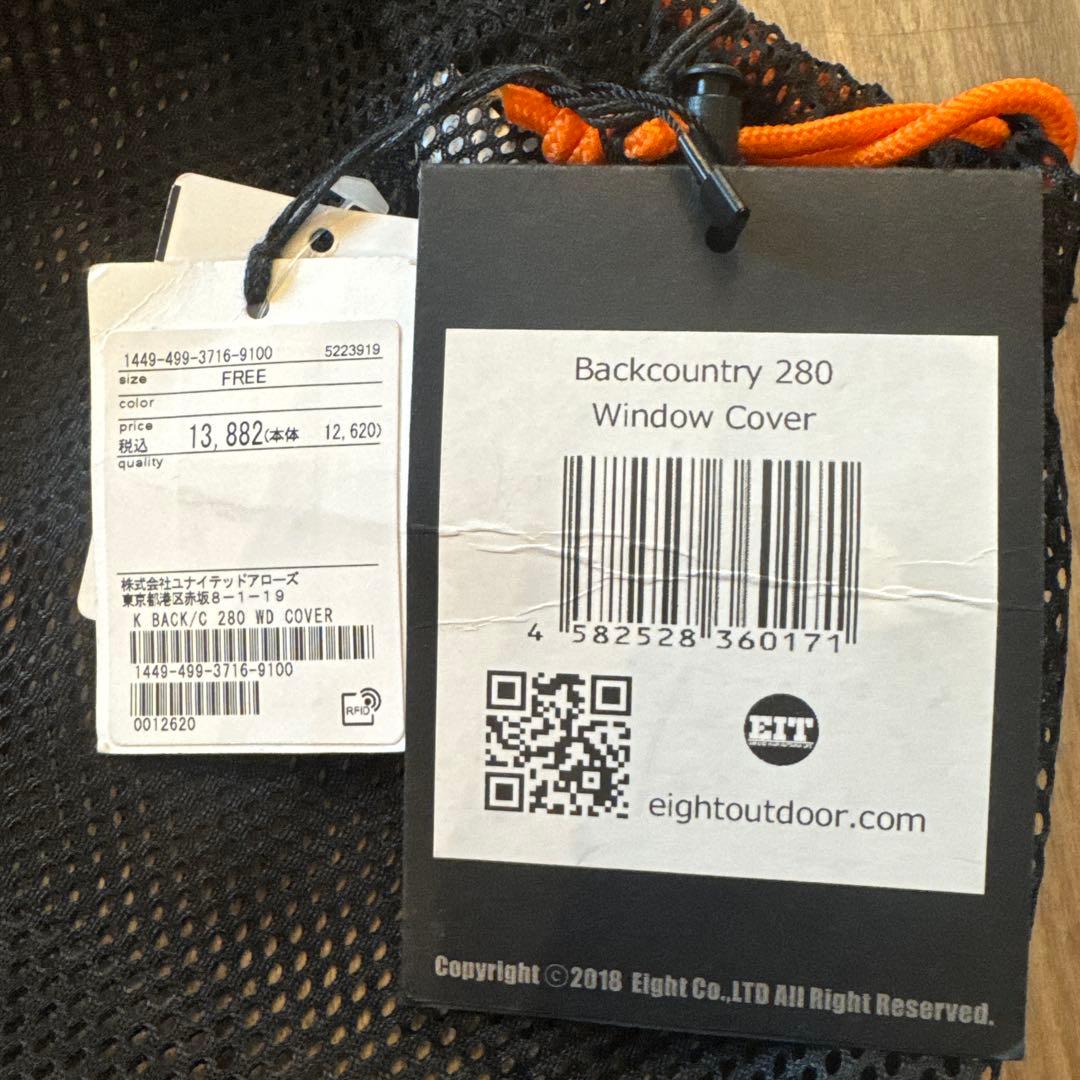 1449-499-3716-9100 5223919
size FREE
color
price
税込 13,882(本体 12,620)
quality
株式会社ユナイテッドアローズ
東京都港区赤坂8-1-19
K BACK/C 280 WD COVER
1449-499-3716-9100
0012620
RFID
Backcountry 280
Window Cover
4 582528 360171
EIT
eightoutdoor.com
Copyright ©2018 Eight Co.,LTD All Right Reserved.